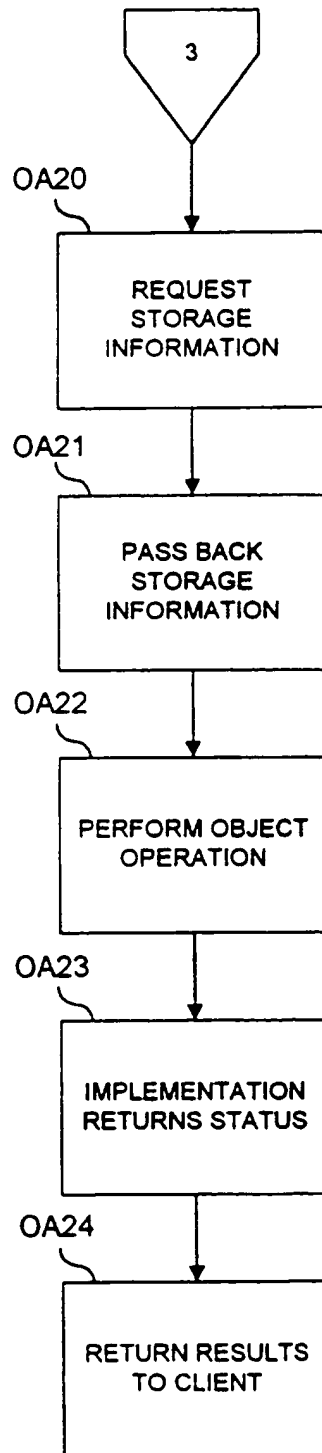 3
OA20
REQUEST
STORAGE
INFORMATION
OA21
PASS BACK
STORAGE
INFORMATION
OA22
PERFORM OBJECT
OPERATION
OA23
IMPLEMENTATION
RETURNS STATUS
OA24
RETURN RESULTS
TO CLIENT